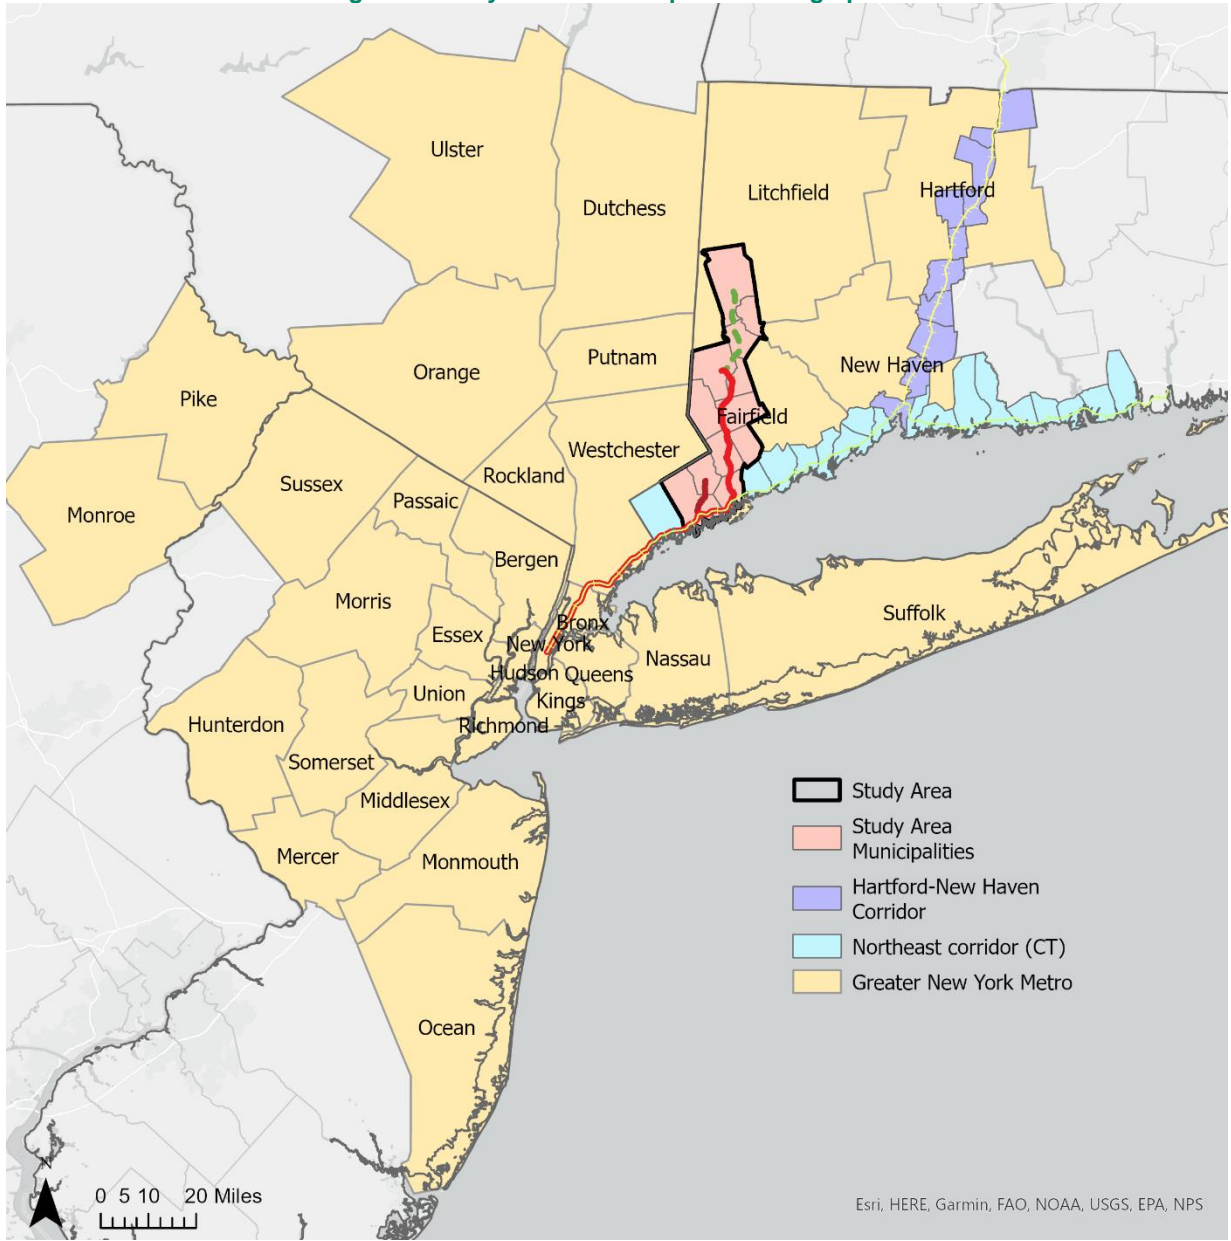 Ulster
Dutchess
Litchfield
Hartford
Putnam
Orange
New Haven
Pike
Fairfield
Westchester
Rockland
Sussex
Passaic
Monroe
Bergen
Morris
Suffolk
Essex
Bronx
New York
Nassau
Hudson
Queens
Union
Kings
Hunterdon
Richmond
Somerset
Middlesex
Mercer
Monmouth
Ocean
Study Area
Study Area
Municipalities
Hartford-New Haven
Corridor
Northeast corridor (CT)
Greater New York Metro
N
0 5 10 20 Miles
Esri, HERE, Garmin, FAO, NOAA, USGS, EPA, NPS